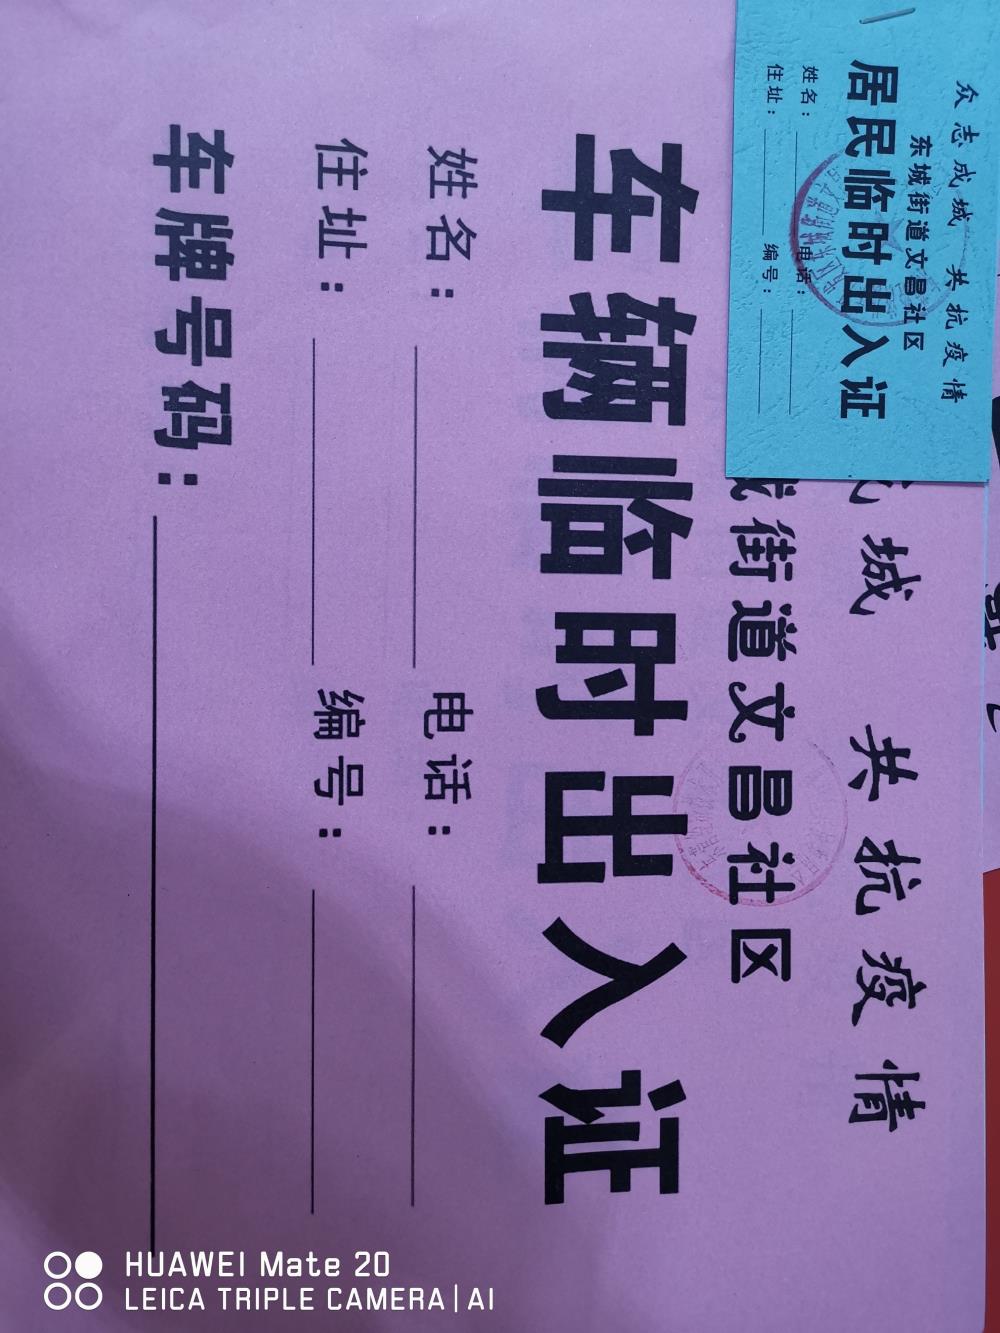 众志成城 共抗疫情
东城街道文昌社区
居民临时出入证
姓名： 电话：
住址： 编号：
城 共抗疫情
城街道文昌社区
车辆临时出入证
姓名： 电话：
住址： 编号：
车牌号码：
HUAWEI Mate 20
LEICA TRIPLE CAMERA | AI